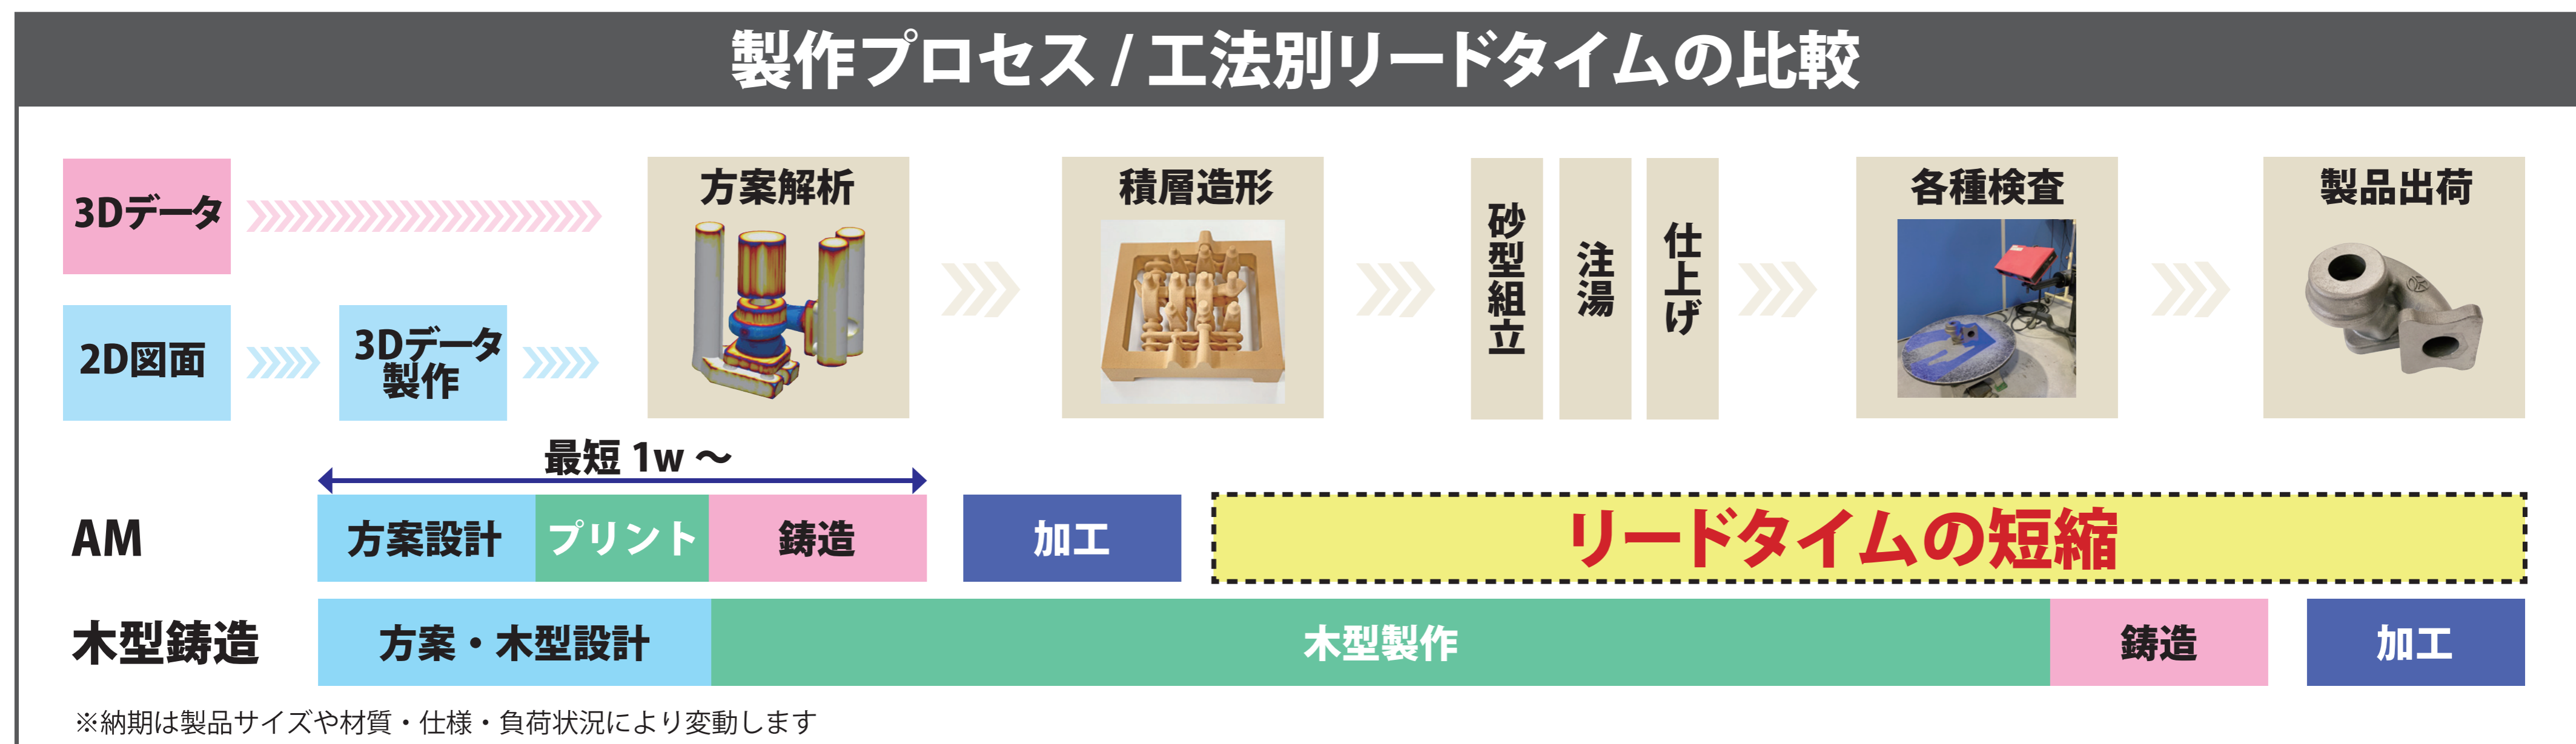 製作プロセス / 工法別リードタイムの比較
3Dデータ
方案解析
積層造形
砂型組立
注湯
仕上げ
各種検査
製品出荷
2D図面
3Dデータ
製作
最短 1w ～
AM
方案設計
プリント
鋳造
加工
リードタイムの短縮
木型鋳造
方案・木型設計
木型製作
鋳造
加工
※納期は製品サイズや材質・仕様・負荷状況により変動します